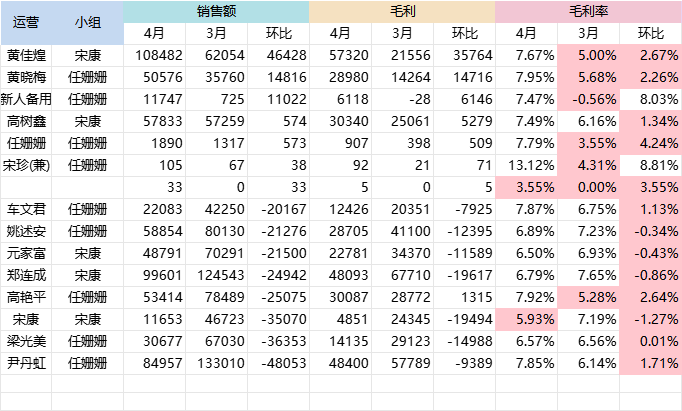 运营 小组 销售额 毛利 毛利率
4月 3月 环比 4月 3月 环比 4月 3月 环比
黄佳煌 宋康 108482 62054 46428 57320 21556 35764 7.67% 5.00% 2.67%
黄晓梅 任姗姗 50576 35760 14816 28980 14264 14716 7.95% 5.68% 2.26%
新人备用 任姗姗 11747 725 11022 6118 -28 6146 7.47% -0.56% 8.03%
高树鑫 宋康 57833 57259 574 30340 25061 5279 7.49% 6.16% 1.34%
任姗姗 任姗姗 1890 1317 573 907 398 509 7.79% 3.55% 4.24%
宋珍(兼) 任姗姗 105 67 38 92 21 71 13.12% 4.31% 8.81%
33 0 33 5 0 5 3.55% 0.00% 3.55%
车文君 任姗姗 22083 42250 -20167 12426 20351 -7925 7.87% 6.75% 1.13%
姚述安 任姗姗 58854 80130 -21276 28705 41100 -12395 6.89% 7.23% -0.34%
元家富 宋康 48791 70291 -21500 22781 34370 -11589 6.50% 6.93% -0.43%
郑连成 宋康 99601 124543 -24942 48093 67710 -19617 6.79% 7.65% -0.86%
高艳平 任姗姗 53414 78489 -25075 30087 28772 1315 7.92% 5.28% 2.64%
宋康 宋康 11653 46723 -35070 4851 24345 -19494 5.93% 7.19% -1.27%
梁光美 任姗姗 30677 67030 -36353 14135 29123 -14988 6.57% 6.56% 0.01%
尹丹虹 任姗姗 84957 133010 -48053 48400 57789 -9389 7.85% 6.14% 1.71%